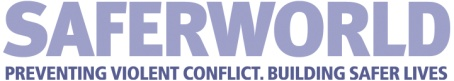 SAFERWORLD
PREVENTING VIOLENT CONFLICT. BUILDING SAFER LIVES